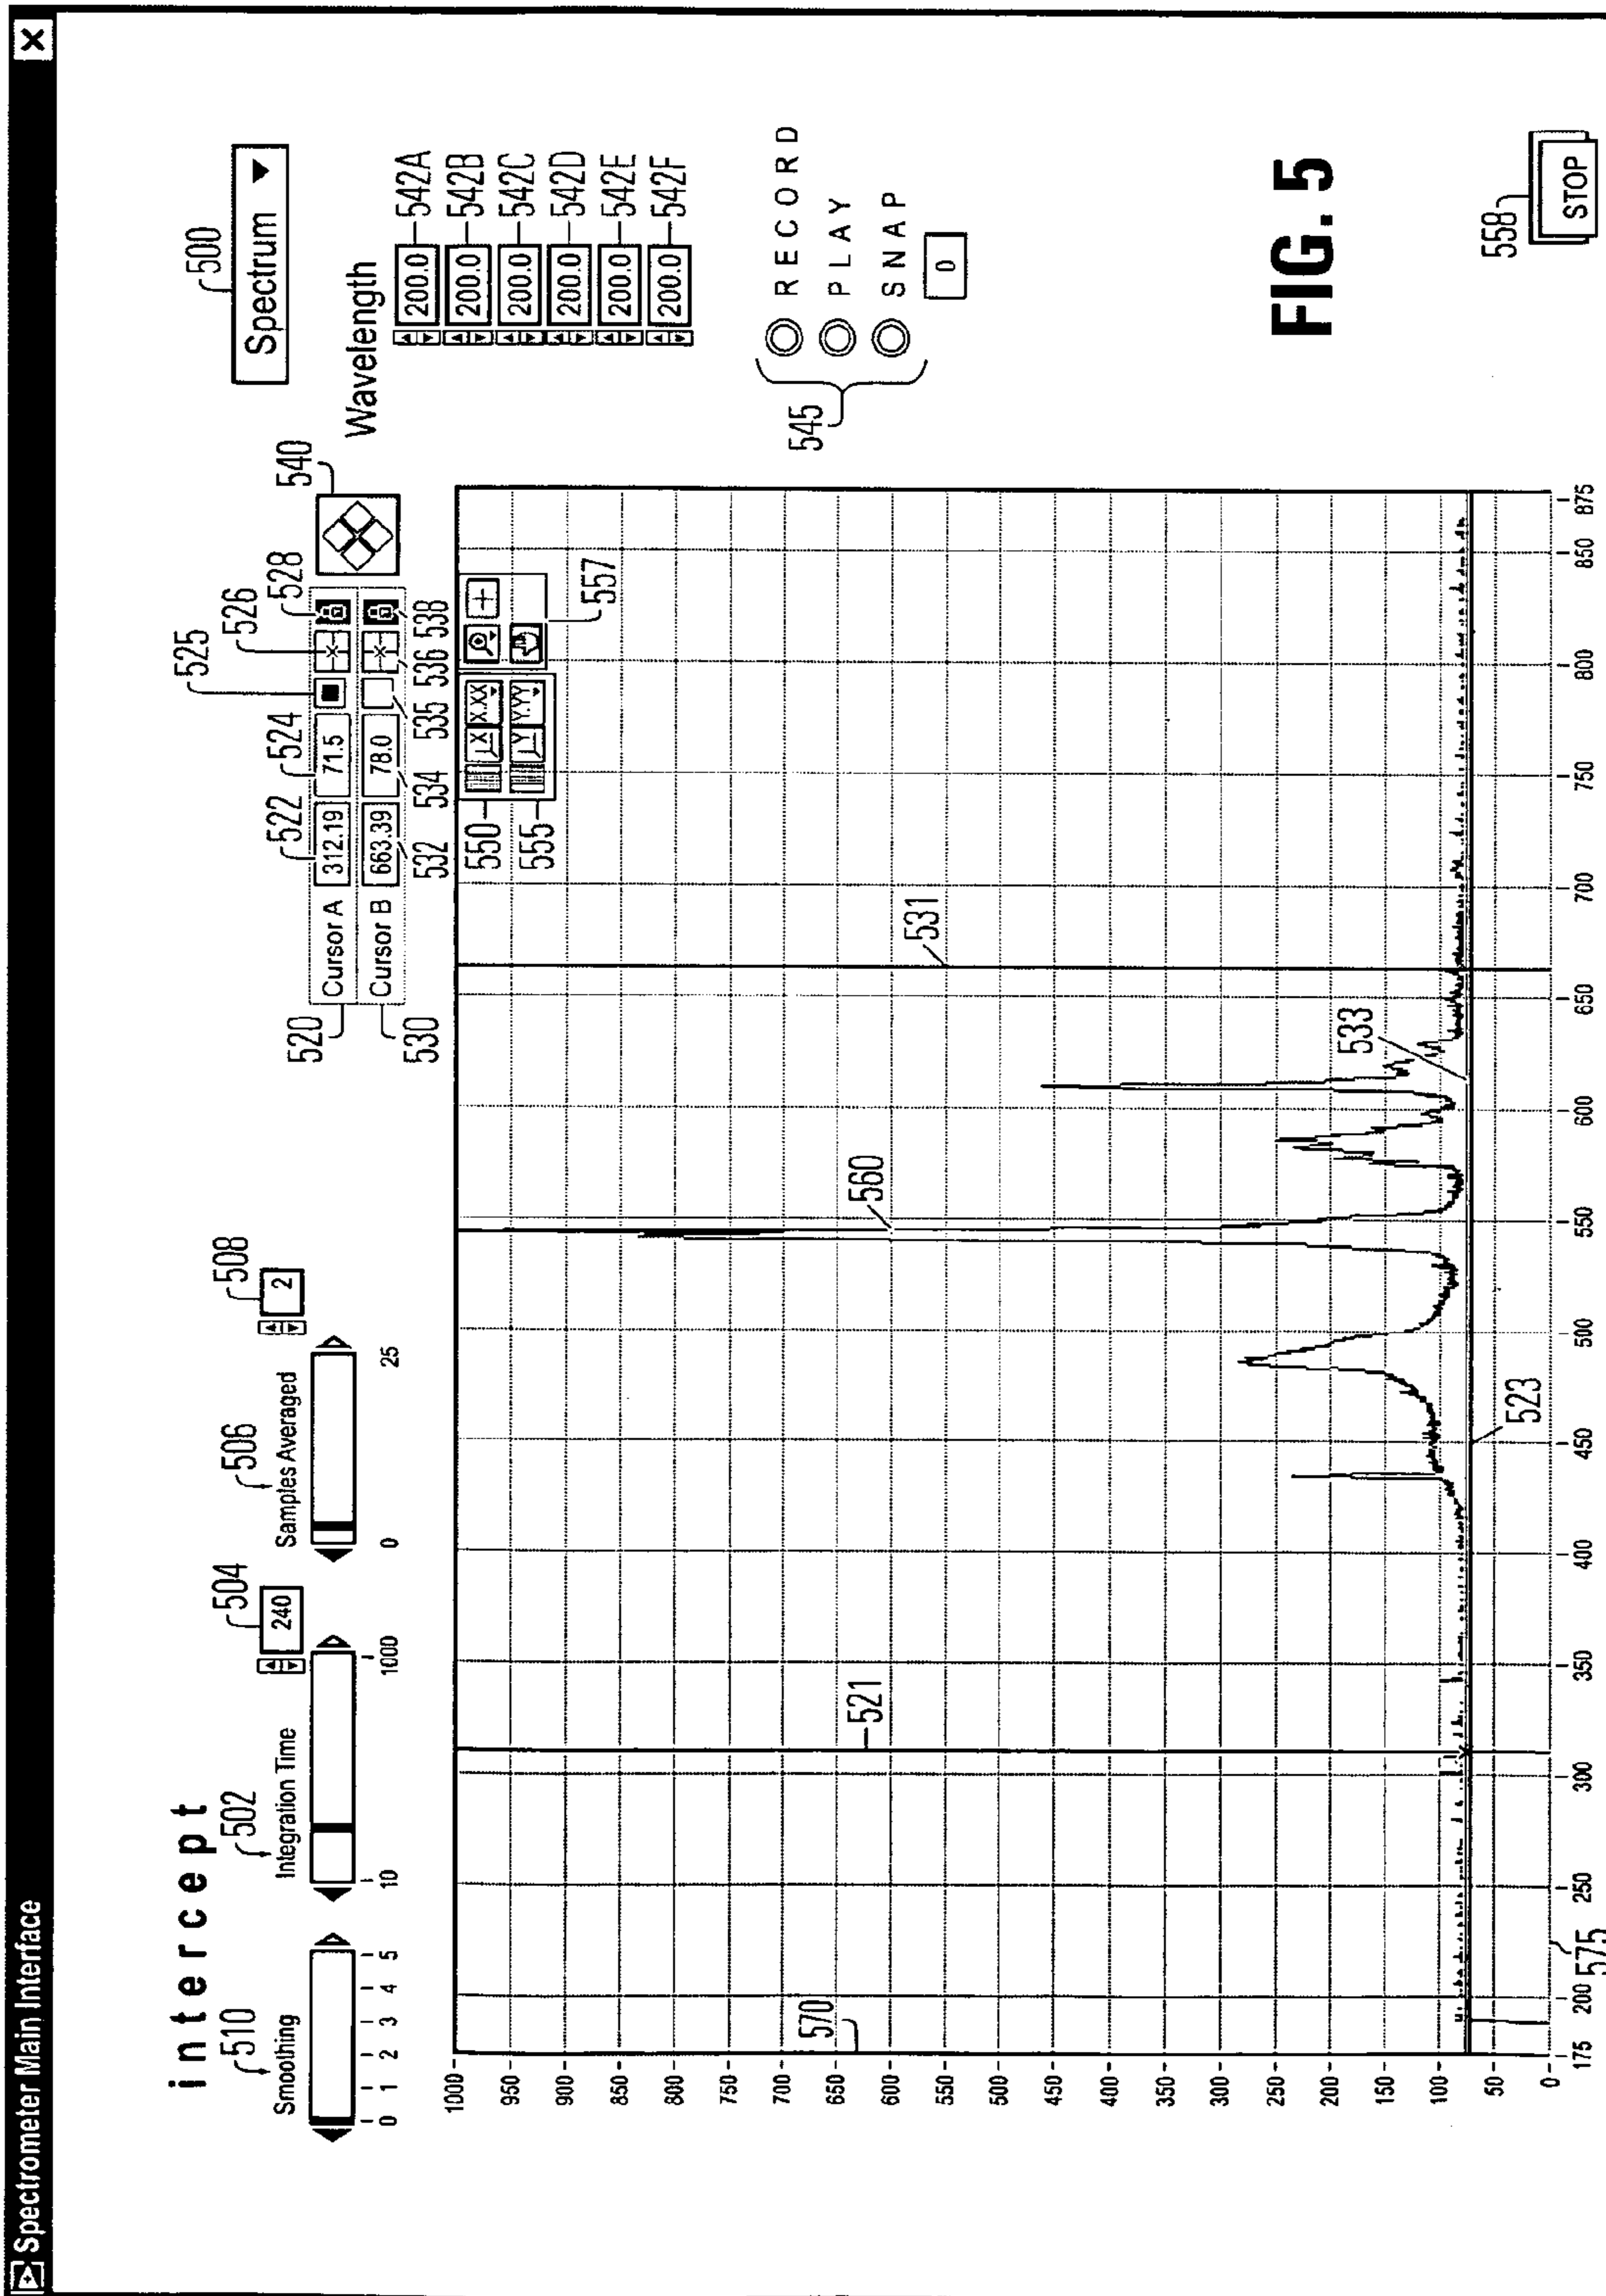 Spectrometer Main Interface
X
intercept
500
Spectrum
510
Smoothing
0 1 2 3 4 5
502
Integration Time
10 1000
504
240
506
Samples Averaged
0 25
508
2
520
Cursor A 312.19 71.5
522 524 525 526 528
530
Cursor B 663.39 78.0
532 534 535 536 538
540
Wavelength
200.0 542A
200.0 542B
200.0 542C
200.0 542D
200.0 542E
200.0 542F
550
X X.XX
555
Y Y.YY
557
545
RECORD
PLAY
SNAP
0
1000
950
900
850
800
750
700
650
600
550
500
450
400
350
300
250
200
150
100
50
0
570
521
560
531
533
523
175 200 250 300 350 400 450 500 550 600 650 700 750 800 850 875
575
FIG. 5
558
STOP